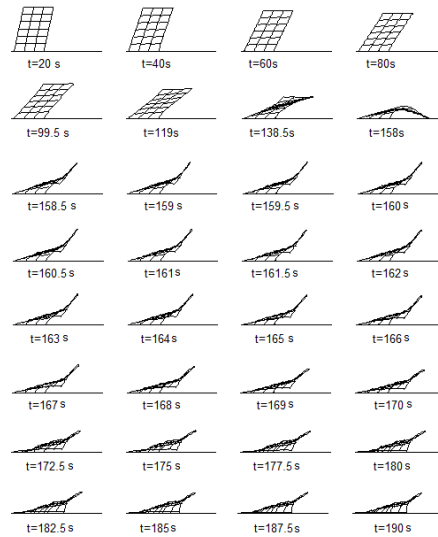 t=20 s t=40s t=60s t=80s
t=99.5 s t=119s t=138.5s t=158s
t=158.5 s t=159 s t=159.5 s t=160 s
t=160.5 s t=161 s t=161.5 s t=162 s
t=163 s t=164 s t=165 s t=166 s
t=167 s t=168 s t=169 s t=170 s
t=172.5 s t=175 s t=177.5 s t=180 s
t=182.5 s t=185 s t=187.5 s t=190 s